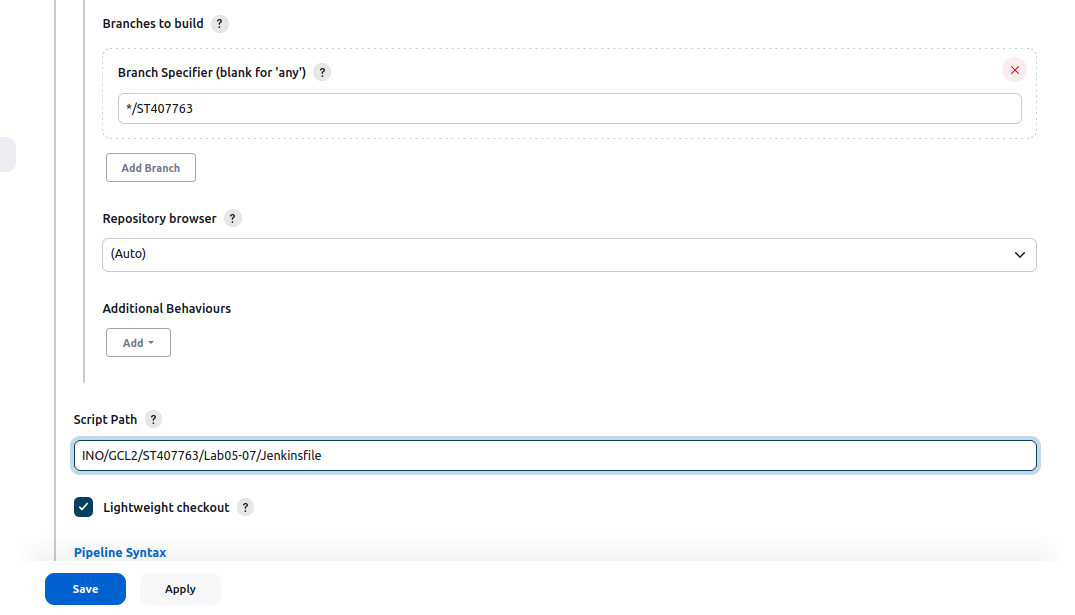 Branches to build ?
Branch Specifier (blank for 'any') ?
*/ST407763
Add Branch
Repository browser ?
(Auto)
Additional Behaviours
Add
Script Path ?
INO/GCL2/ST407763/Lab05-07/Jenkinsfile
Lightweight checkout ?
Pipeline Syntax
Save Apply